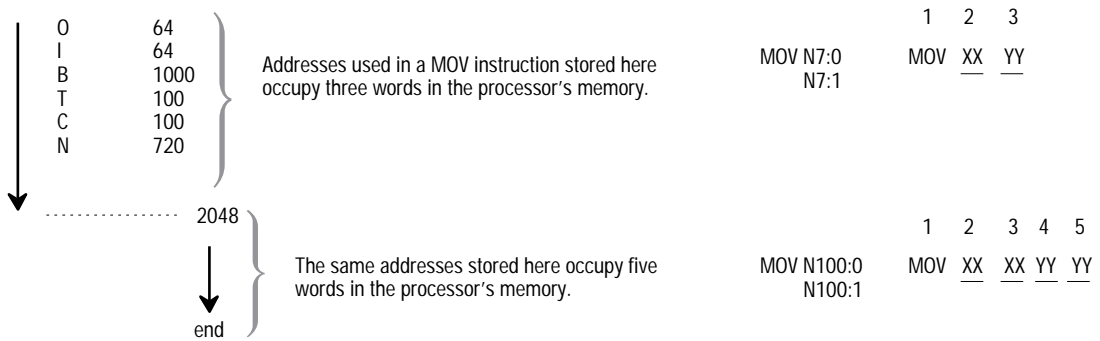 1 2 3
O 64
I 64
B 1000
T 100
C 100
N 720
Addresses used in a MOV instruction stored here
occupy three words in the processor’s memory.
MOV N7:0
N7:1
MOV XX YY
2048
1 2 3 4 5
The same addresses stored here occupy five
words in the processor’s memory.
MOV N100:0
N100:1
MOV XX XX YY YY
end